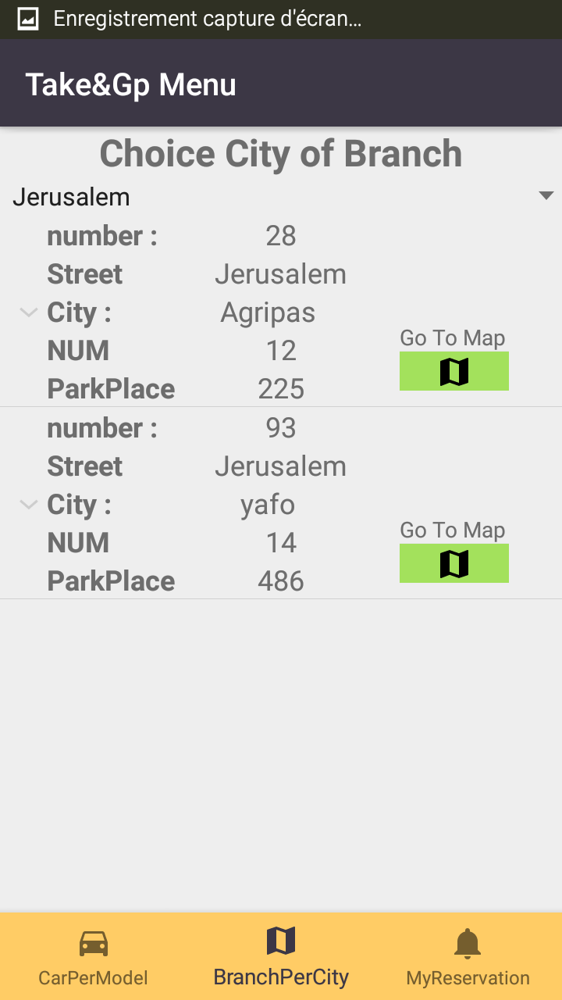 Enregistrement capture d'écran...
Take&Gp Menu
Choice City of Branch
Jerusalem
number : 28
Street Jerusalem
City : Agripas
Go To Map
NUM 12
ParkPlace 225
number : 93
Street Jerusalem
City : yafo
Go To Map
NUM 14
ParkPlace 486
CarPerModel BranchPerCity MyReservation